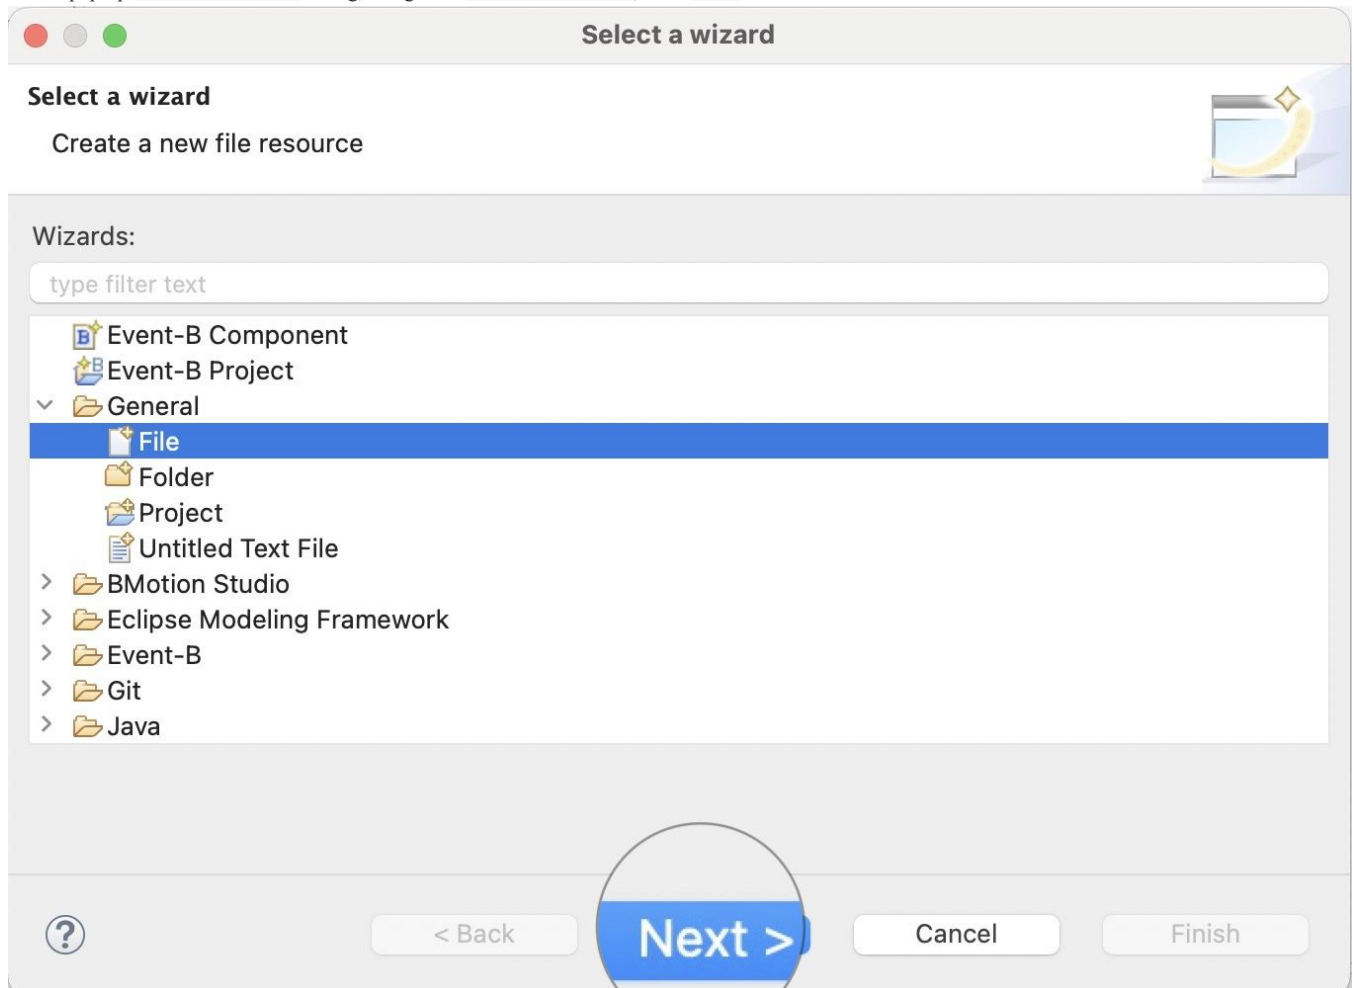 Select a wizard
Select a wizard
Create a new file resource
Wizards:
type filter text
Event-B Component
Event-B Project
General
File
Folder
Project
Untitled Text File
BMotion Studio
Eclipse Modeling Framework
Event-B
Git
Java
? < Back Next > Cancel Finish